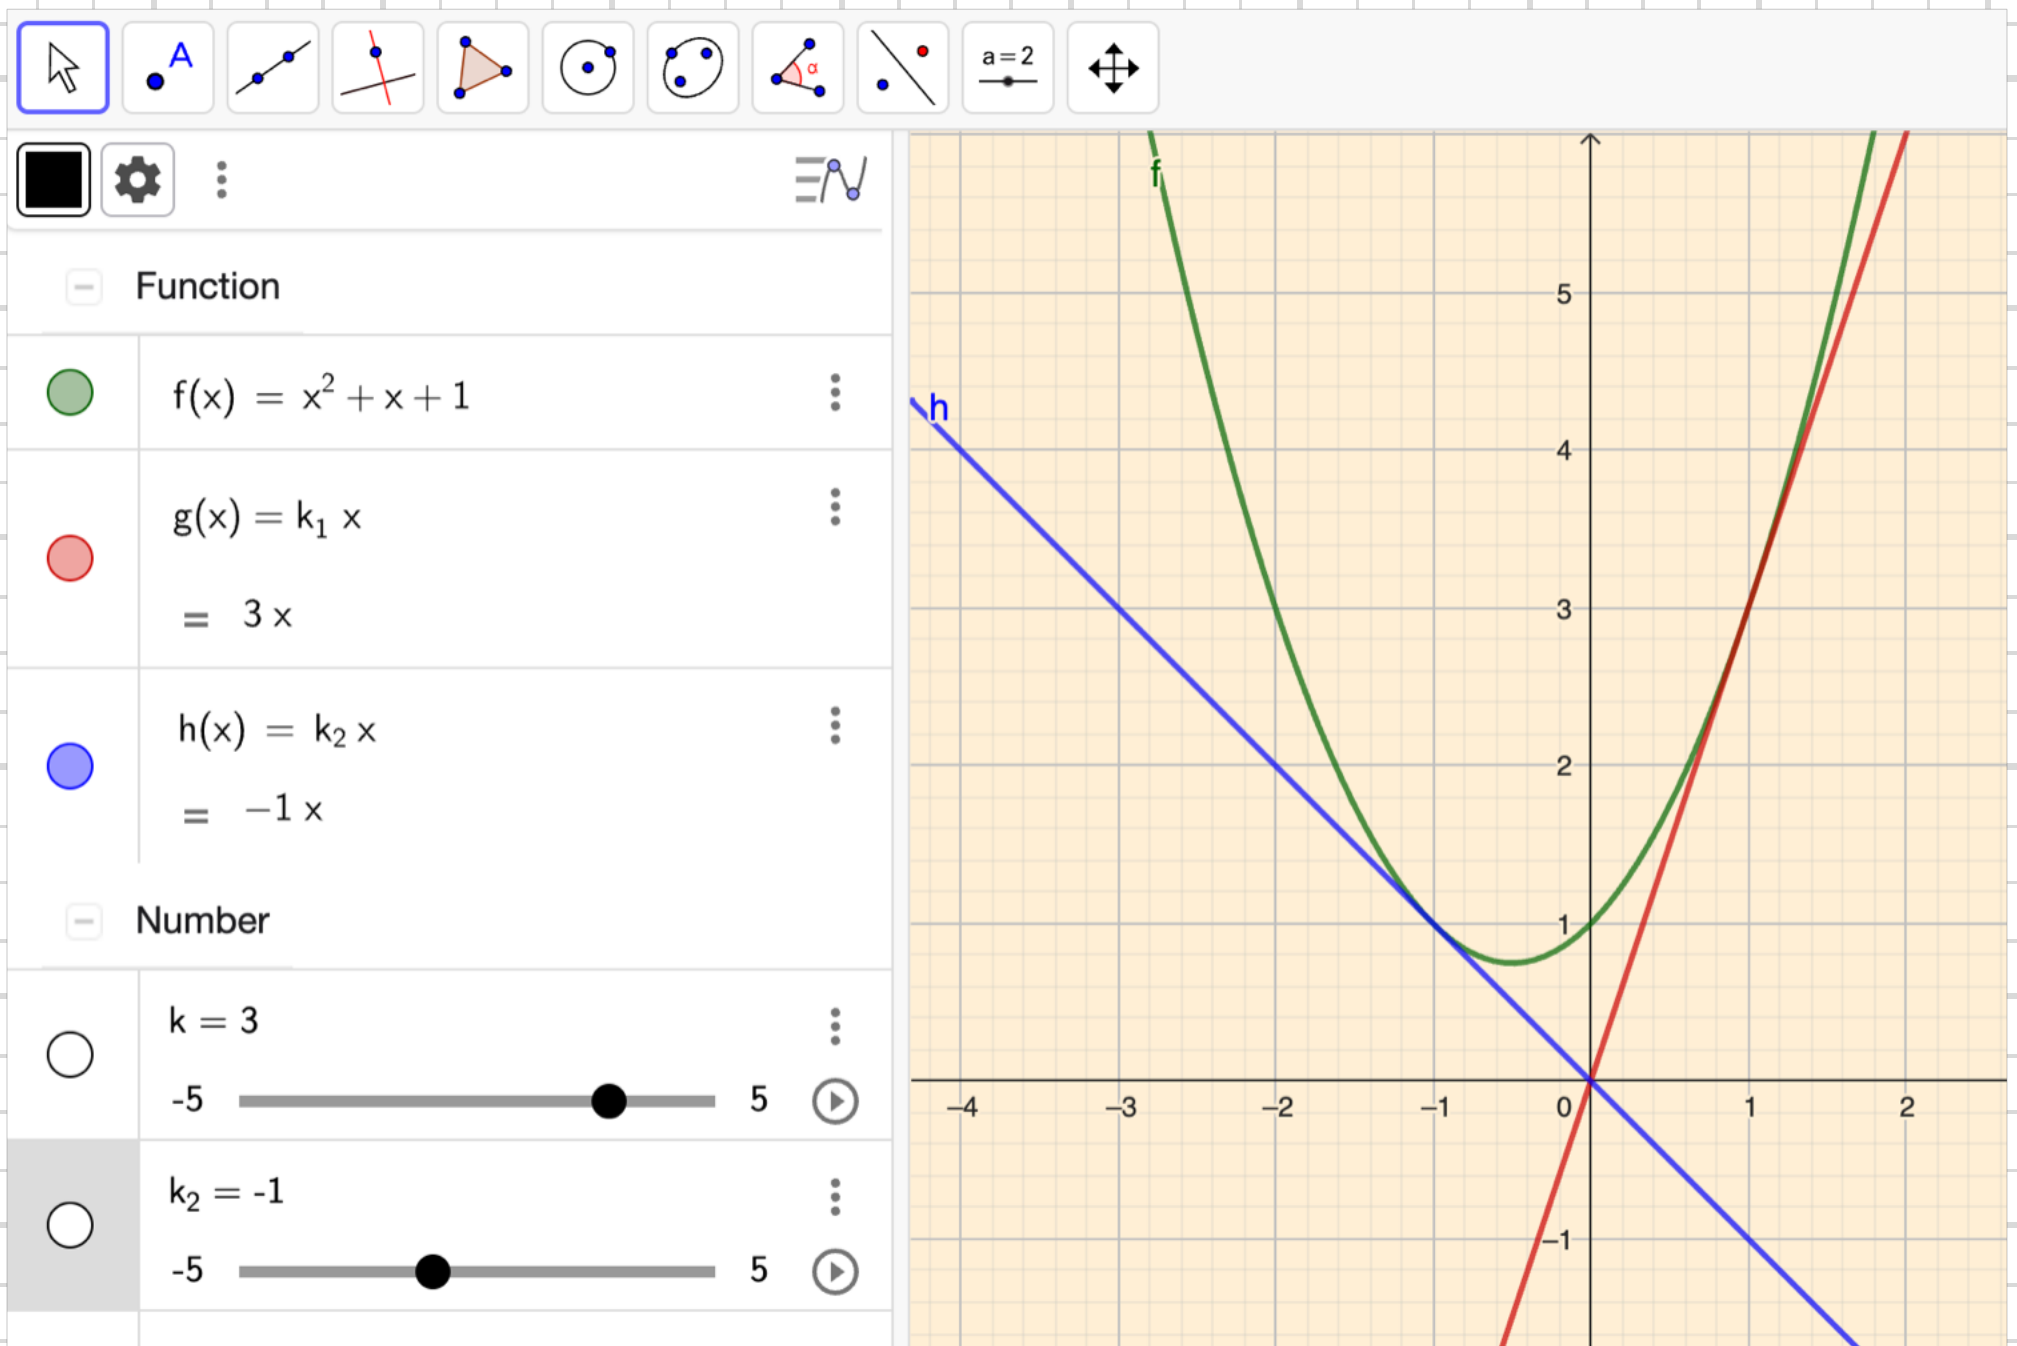 A
α
a = 2
Function
f(x) = x² + x + 1
g(x) = k₁ x
= 3 x
h(x) = k₂ x
= −1 x
Number
k = 3
-5 5
k₂ = -1
-5 5
f
h
5
4
3
2
1
−4 −3 −2 −1 0 1 2
−1